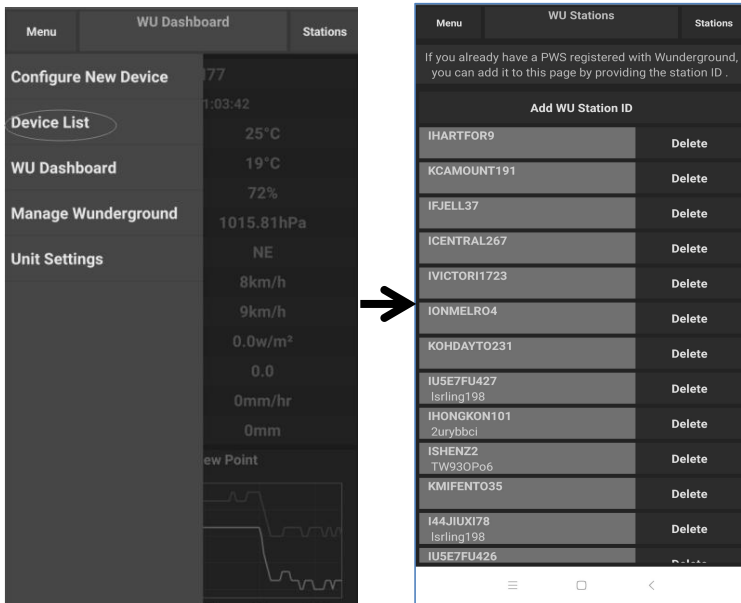 Menu
WU Dashboard
Stations
Configure New Device
Device List
WU Dashboard
Manage Wunderground
Unit Settings
177
1:03:42
25°C
19°C
72%
1015.81hPa
NE
8km/h
9km/h
0.0w/m²
0.0
0mm/hr
0mm
ew Point
Menu
WU Stations
Stations
If you already have a PWS registered with Wunderground,
you can add it to this page by providing the station ID .
Add WU Station ID
IHARTFOR9
Delete
KCAMOUNT191
Delete
IFJELL37
Delete
ICENTRAL267
Delete
IVICTORI1723
Delete
IONMELRO4
Delete
KOHDAYTO231
Delete
IU5E7FU427
lsrling198
Delete
IHONGKON101
2urybbci
Delete
ISHENZ2
TW93OPo6
Delete
KMIFENTO35
Delete
I44JIUXI78
lsrling198
Delete
IU5E7FU426
Delete